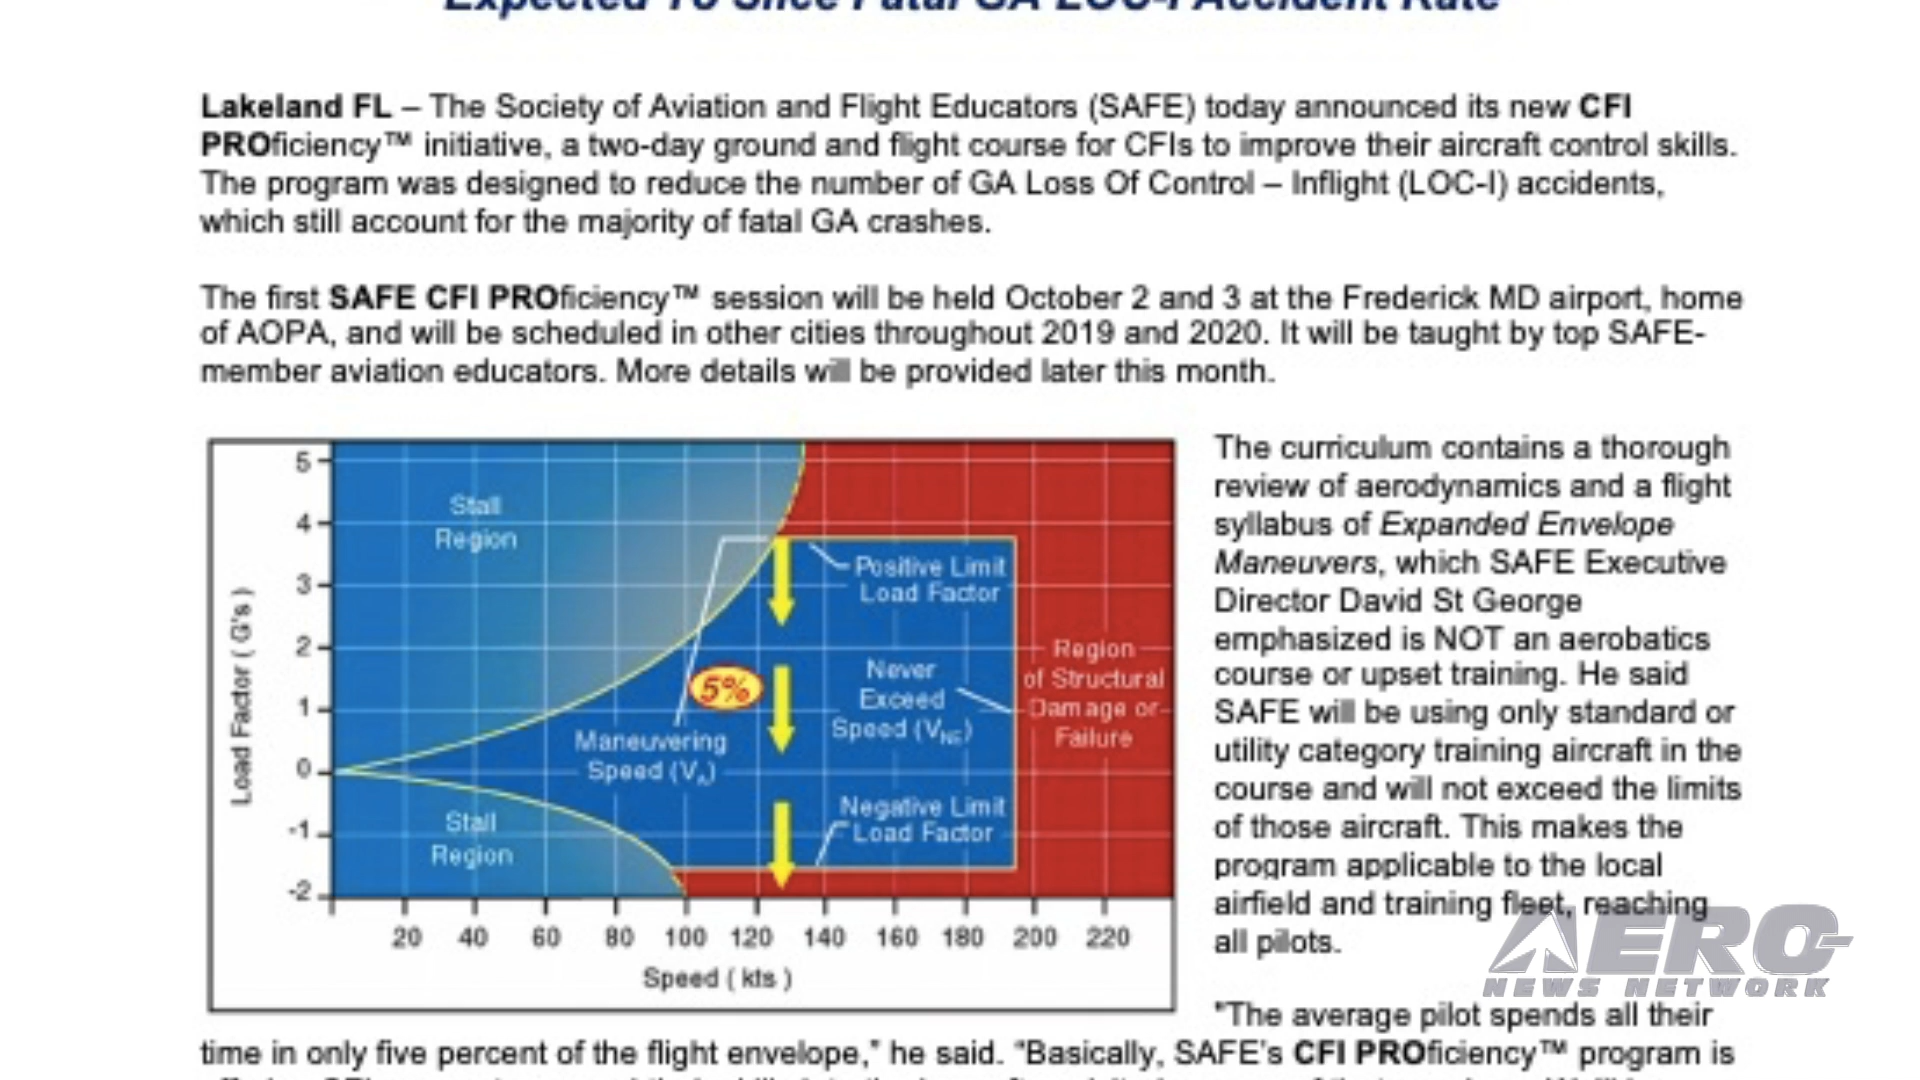 Expected To Slice Fatal GA LOC-I Accident Rate
Lakeland FL – The Society of Aviation and Flight Educators (SAFE) today announced its new CFI
PROficiency™ initiative, a two-day ground and flight course for CFIs to improve their aircraft control skills.
The program was designed to reduce the number of GA Loss Of Control – Inflight (LOC-I) accidents,
which still account for the majority of fatal GA crashes.
The first SAFE CFI PROficiency™ session will be held October 2 and 3 at the Frederick MD airport, home
of AOPA, and will be scheduled in other cities throughout 2019 and 2020. It will be taught by top SAFE-
member aviation educators. More details will be provided later this month.
5
4
3
2
1
0
-1
-2
Load Factor ( G's )
Stall
Region
Positive Limit
Load Factor
Never
Exceed
Speed (VNE)
Region
of Structural
Damage or
Failure
5%
Maneuvering
Speed (VA)
Stall
Region
Negative Limit
Load Factor
20 40 60 80 100 120 140 160 180 200 220
Speed ( kts )
The curriculum contains a thorough
review of aerodynamics and a flight
syllabus of Expanded Envelope
Maneuvers, which SAFE Executive
Director David St George
emphasized is NOT an aerobatics
course or upset training. He said
SAFE will be using only standard or
utility category training aircraft in the
course and will not exceed the limits
of those aircraft. This makes the
program applicable to the local
airfield and training fleet, reaching
all pilots.
"The average pilot spends all their
time in only five percent of the flight envelope," he said. "Basically, SAFE's CFI PROficiency™ program is
AERO-
NEWS NETWORK